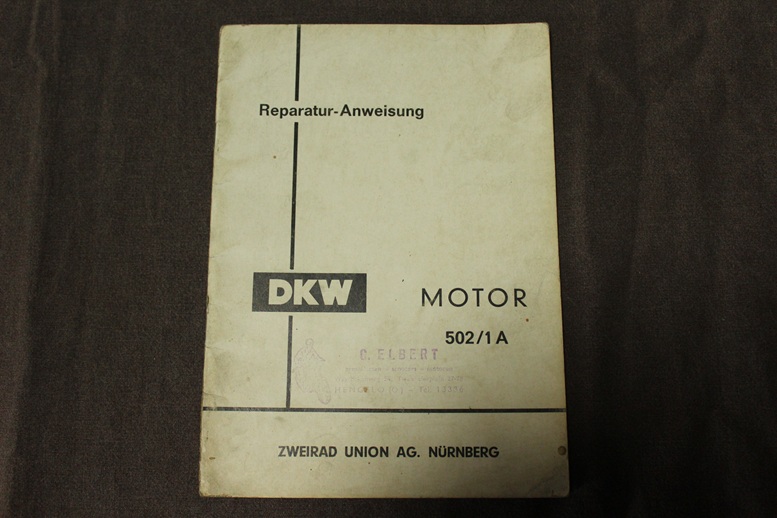 Reparatur-Anweisung
DKW
MOTOR
502/1 A
ELBERT
ZWEIRAD UNION AG. NÜRNBERG